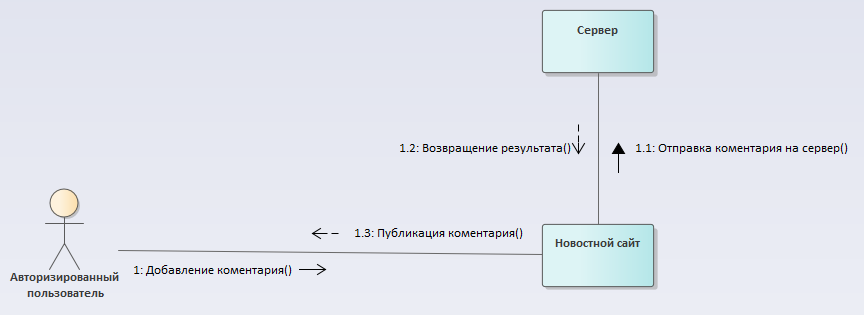 Сервер
1.2: Возвращение результата()
1.1: Отправка коментария на сервер()
1.3: Публикация коментария()
Новостной сайт
1: Добавление коментария()
Авторизированный
пользователь